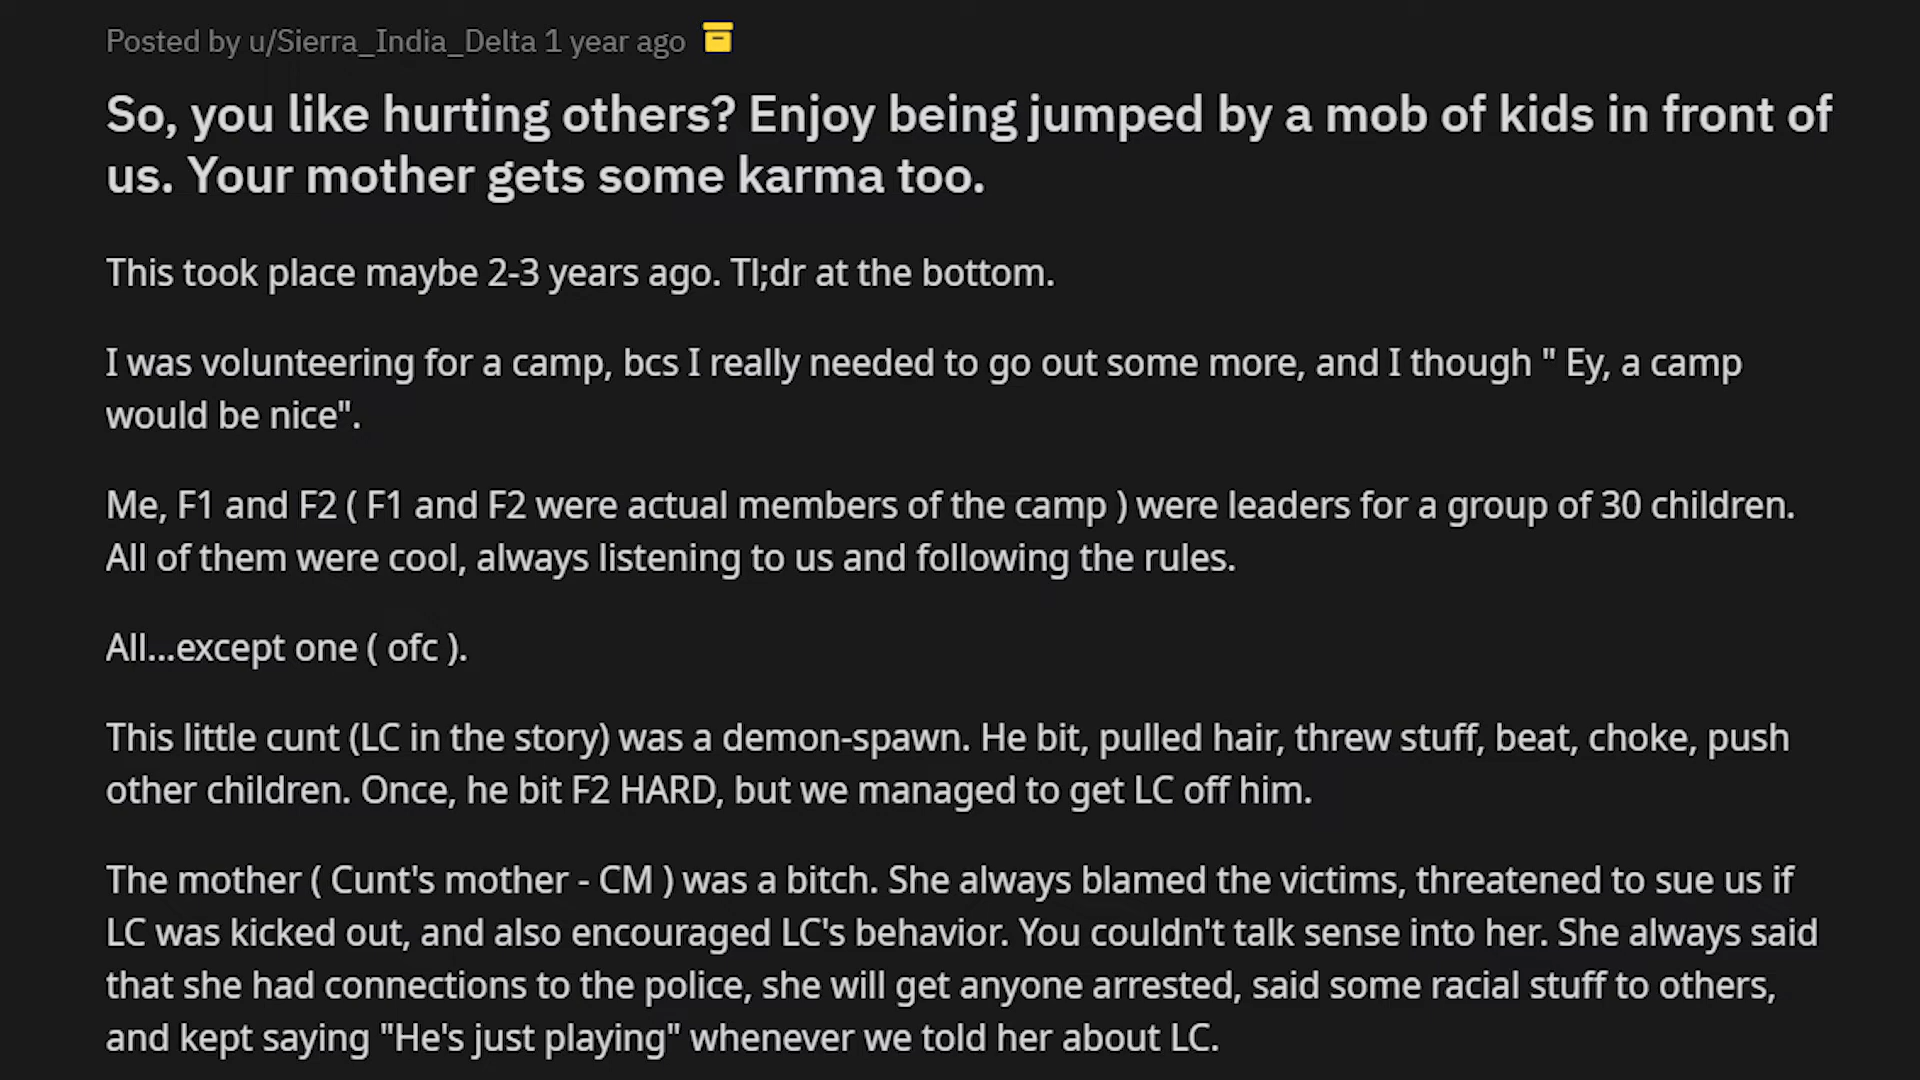 Posted by u/Sierra_India_Delta 1 year ago
So, you like hurting others? Enjoy being jumped by a mob of kids in front of
us. Your mother gets some karma too.
This took place maybe 2-3 years ago. Tl;dr at the bottom.
I was volunteering for a camp, bcs I really needed to go out some more, and I though " Ey, a camp
would be nice".
Me, F1 and F2 ( F1 and F2 were actual members of the camp ) were leaders for a group of 30 children.
All of them were cool, always listening to us and following the rules.
All...except one ( ofc ).
This little cunt (LC in the story) was a demon-spawn. He bit, pulled hair, threw stuff, beat, choke, push
other children. Once, he bit F2 HARD, but we managed to get LC off him.
The mother ( Cunt's mother - CM ) was a bitch. She always blamed the victims, threatened to sue us if
LC was kicked out, and also encouraged LC's behavior. You couldn't talk sense into her. She always said
that she had connections to the police, she will get anyone arrested, said some racial stuff to others,
and kept saying "He's just playing" whenever we told her about LC.